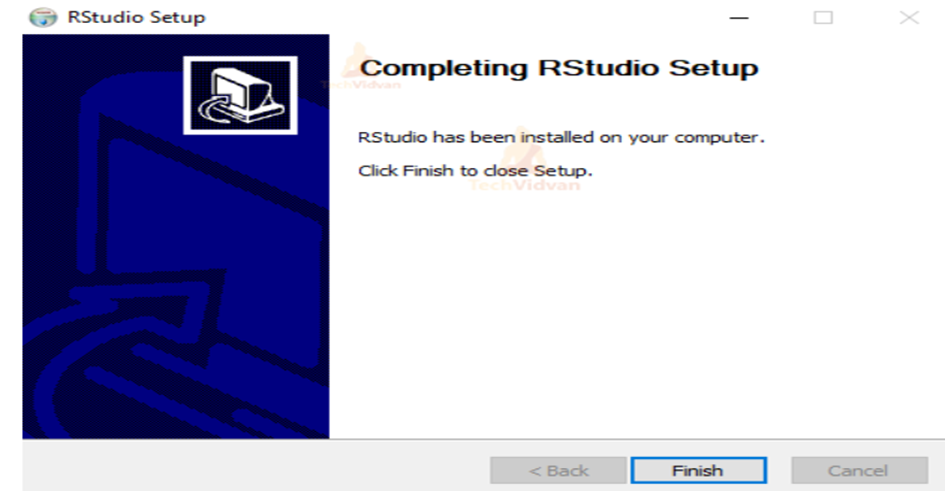 RStudio Setup
Completing RStudio Setup
TechVidvan
RStudio has been installed on your computer.
Click Finish to close Setup.
TechVidvan
< Back
Finish
Cancel